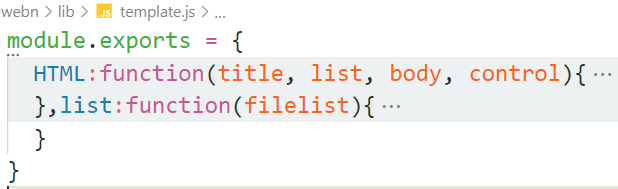 webn > lib > JS template.js > ...
module.exports = {
HTML:function(title, list, body, control){ ...
},list:function(filelist){ ...
}
}